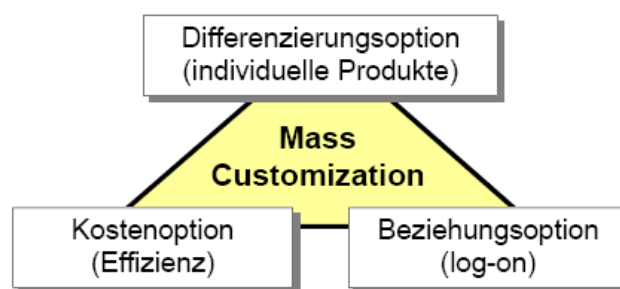 Differenzierungsoption
(individuelle Produkte)
Mass
Customization
Kostenoption
(Effizienz)
Beziehungsoption
(log-on)